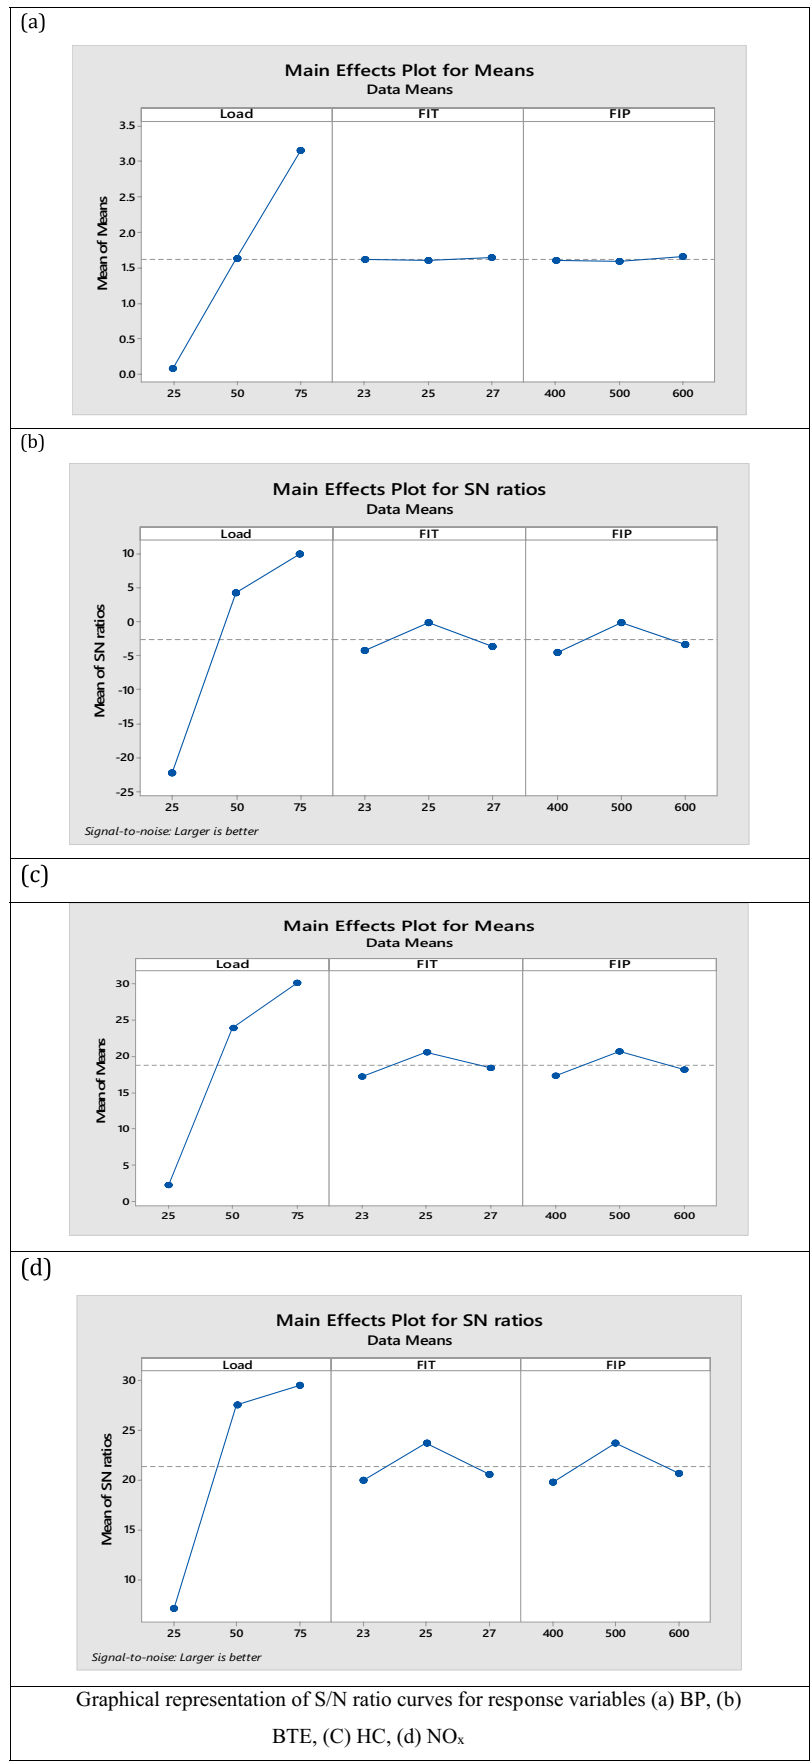 (a)
Main Effects Plot for Means
Data Means
Load FIT FIP
Mean of Means
3.5
3.0
2.5
2.0
1.5
1.0
0.5
0.0
25 50 75 23 25 27 400 500 600
(b)
Main Effects Plot for SN ratios
Data Means
Load FIT FIP
Mean of SN ratios
10
5
0
-5
-10
-15
-20
-25
25 50 75 23 25 27 400 500 600
Signal-to-noise: Larger is better
(c)
Main Effects Plot for Means
Data Means
Load FIT FIP
Mean of Means
30
25
20
15
10
5
0
25 50 75 23 25 27 400 500 600
(d)
Main Effects Plot for SN ratios
Data Means
Load FIT FIP
Mean of SN ratios
30
25
20
15
10
25 50 75 23 25 27 400 500 600
Signal-to-noise: Larger is better
Graphical representation of S/N ratio curves for response variables (a) BP, (b)
BTE, (C) HC, (d) NOx